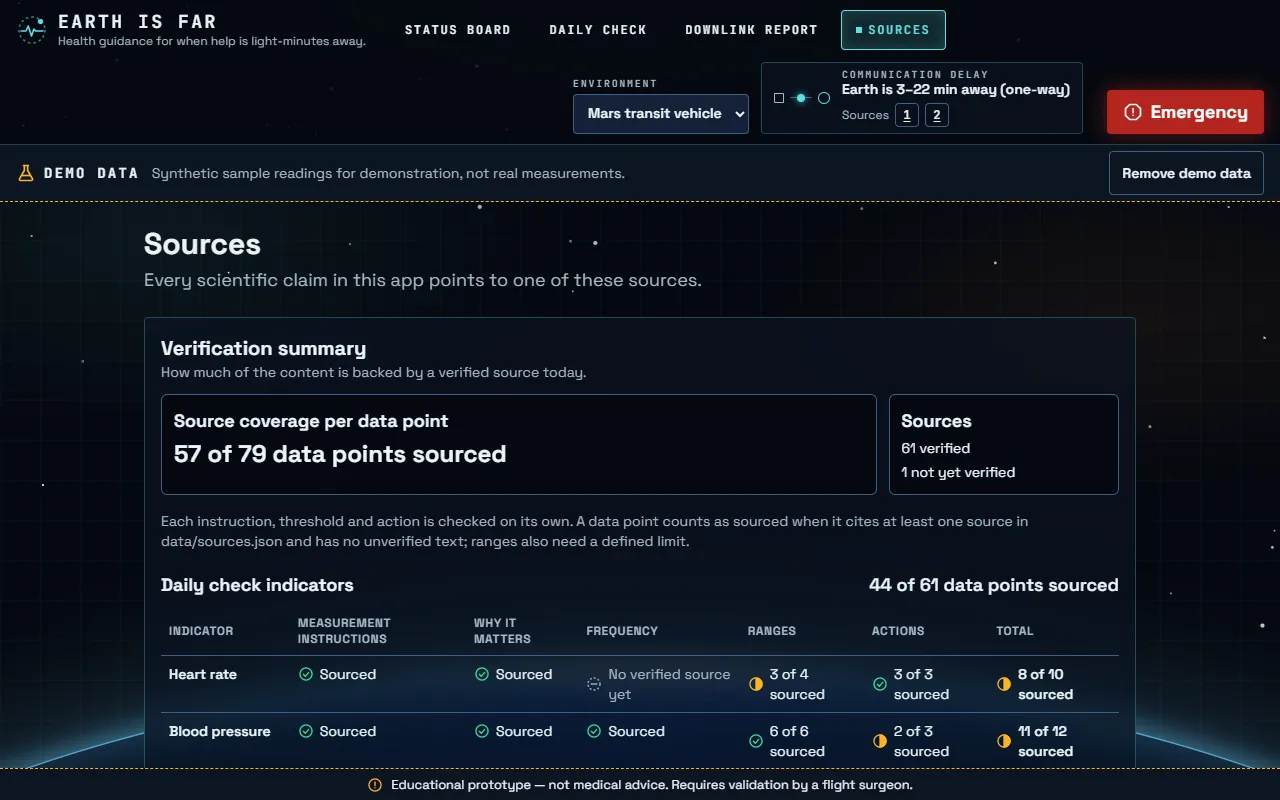 EARTH IS FAR
Health guidance for when help is light-minutes away.
STATUS BOARD
DAILY CHECK
DOWNLINK REPORT
SOURCES
ENVIRONMENT
Mars transit vehicle
COMMUNICATION DELAY
Earth is 3–22 min away (one-way)
Sources 1 2
Emergency
DEMO DATA Synthetic sample readings for demonstration, not real measurements.
Remove demo data
Sources
Every scientific claim in this app points to one of these sources.
Verification summary
How much of the content is backed by a verified source today.
Source coverage per data point
57 of 79 data points sourced
Sources
61 verified
1 not yet verified
Each instruction, threshold and action is checked on its own. A data point counts as sourced when it cites at least one source in
data/sources.json and has no unverified text; ranges also need a defined limit.
Daily check indicators
44 of 61 data points sourced
INDICATOR
MEASUREMENT
INSTRUCTIONS
WHY IT
MATTERS
FREQUENCY
RANGES
ACTIONS
TOTAL
Heart rate
Sourced
Sourced
No verified source
yet
3 of 4
sourced
3 of 3
sourced
8 of 10
sourced
Blood pressure
Sourced
Sourced
Sourced
6 of 6
sourced
2 of 3
sourced
11 of 12
sourced
Educational prototype — not medical advice. Requires validation by a flight surgeon.